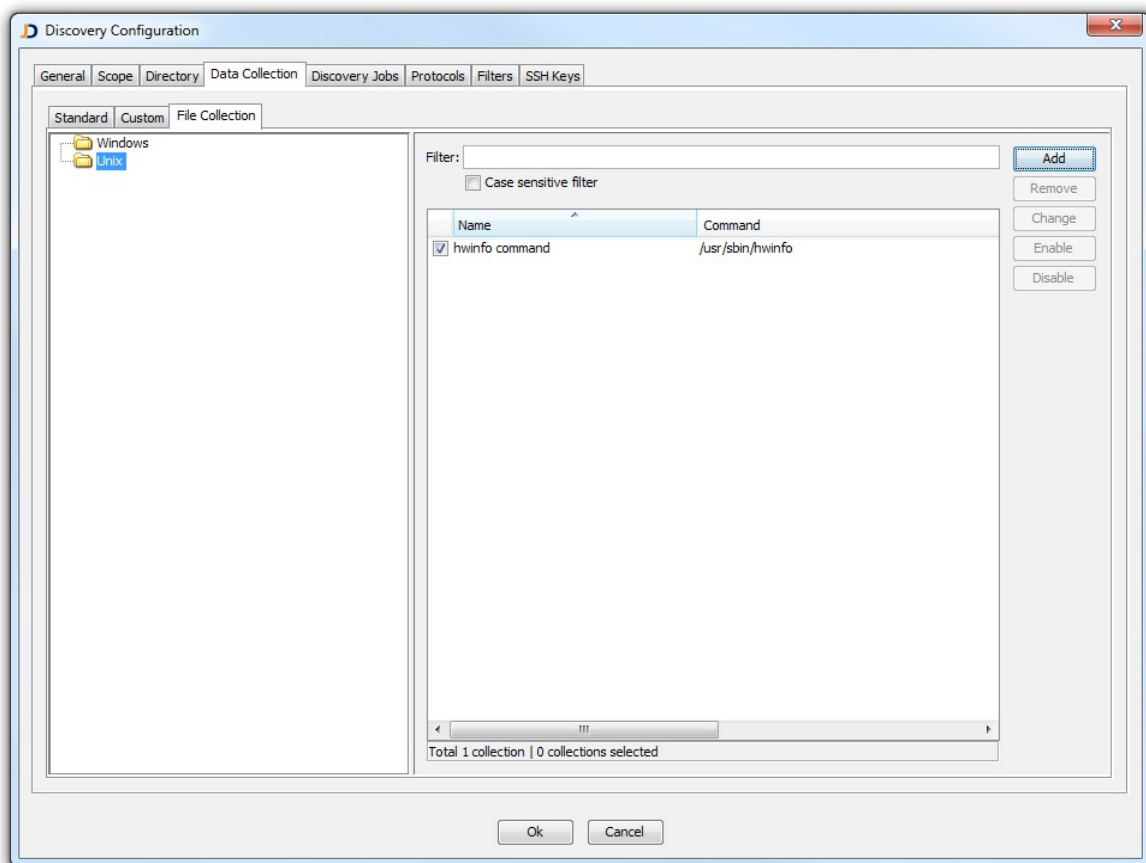 Discovery Configuration
General Scope Directory Data Collection Discovery Jobs Protocols Filters SSH Keys
Standard Custom File Collection
Windows
Unix
Filter:
Case sensitive filter
Add
Remove
Change
Enable
Disable
Name Command
hwinfo command /usr/sbin/hwinfo
Total 1 collection | 0 collections selected
Ok Cancel